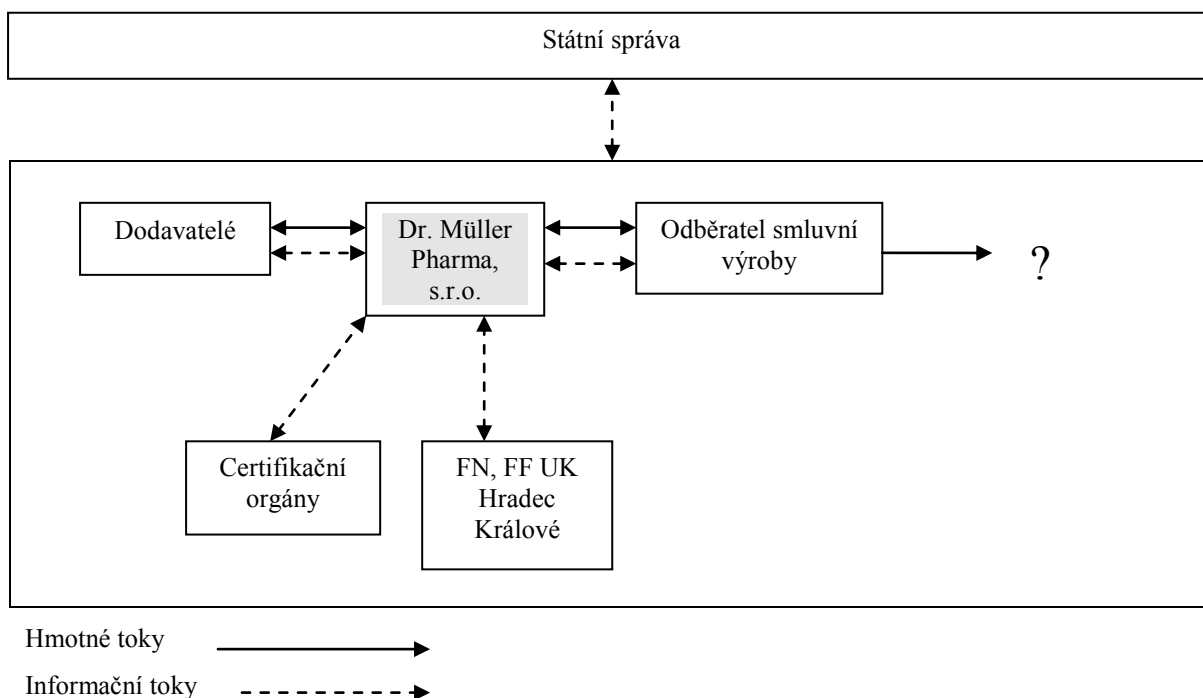 Státní správa
Dodavatelé
Dr. Müller
Pharma,
s.r.o.
Odběratel smluvní
výroby
?
Certifikační
orgány
FN, FF UK
Hradec
Králové
Hmotné toky
Informační toky